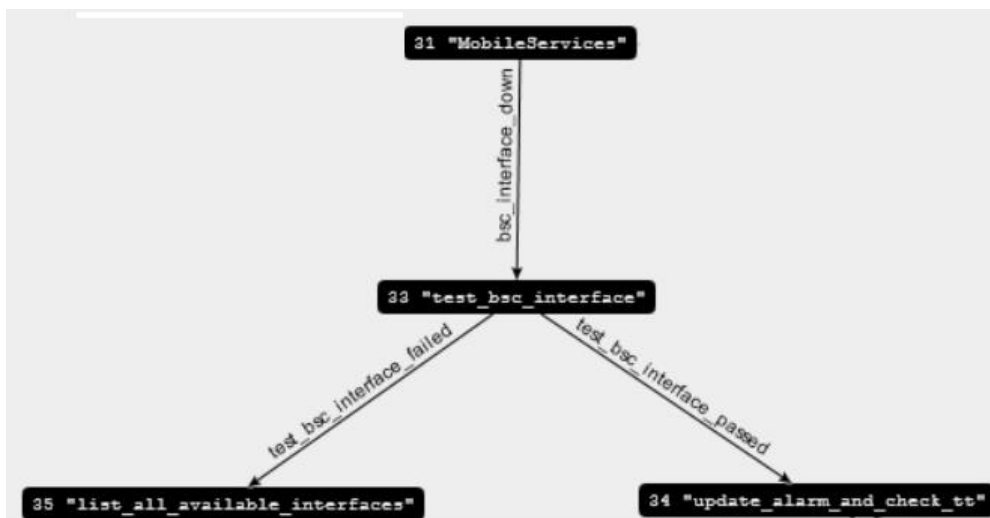 31 "MobileServices"
bsc_interface_down
33 "test_bsc_interface"
test_bsc_interface_failed
test_bsc_interface_passed
35 "list_all_available_interfaces"
34 "update_alarm_and_check_tt"